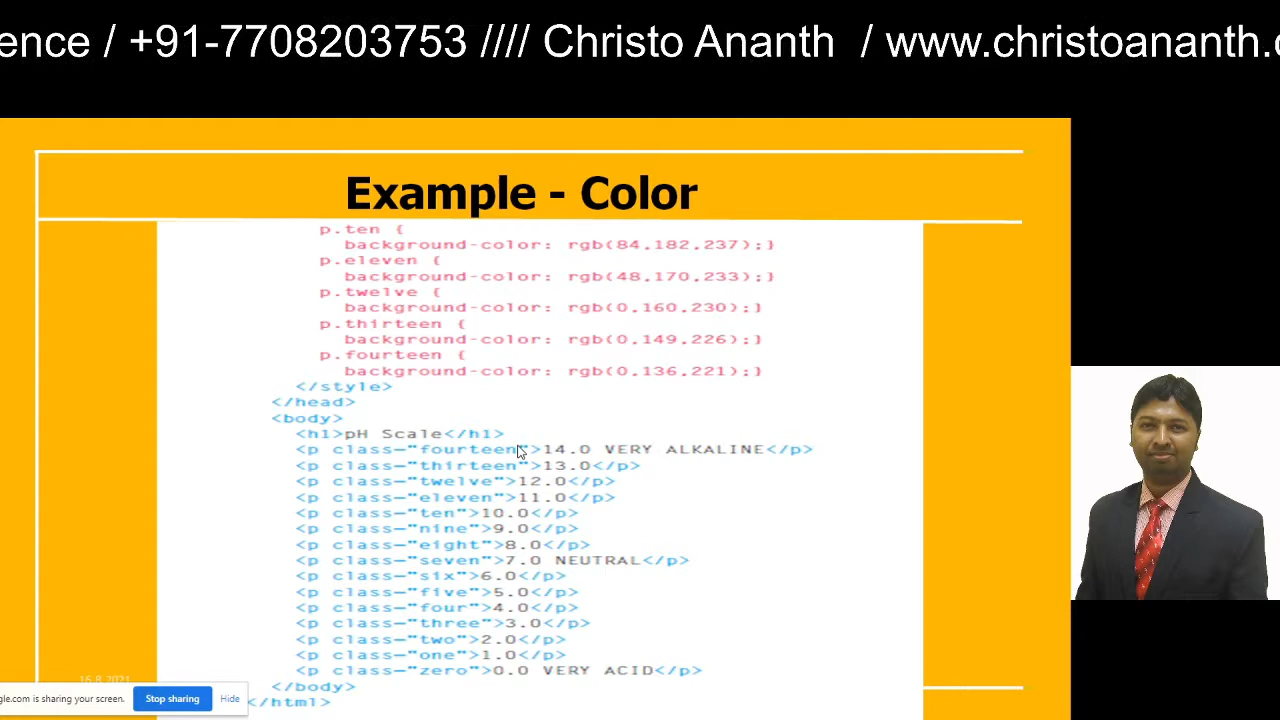 ence / +91-7708203753 //// Christo Ananth / www.christoananth.c
Example - Color
p.ten {
background-color: rgb(84,182,237);}
p.eleven {
background-color: rgb(48,170,233);}
p.twelve {
background-color: rgb(0,160,230);}
p.thirteen {
background-color: rgb(0,149,226);}
p.fourteen {
background-color: rgb(0,136,221);}
</style>
</head>
<body>
<h1>pH Scale</h1>
<p class="fourteen">14.0 VERY ALKALINE</p>
<p class="thirteen">13.0</p>
<p class="twelve">12.0</p>
<p class="eleven">11.0</p>
<p class="ten">10.0</p>
<p class="nine">9.0</p>
<p class="eight">8.0</p>
<p class="seven">7.0 NEUTRAL</p>
<p class="six">6.0</p>
<p class="five">5.0</p>
<p class="four">4.0</p>
<p class="three">3.0</p>
<p class="two">2.0</p>
<p class="one">1.0</p>
<p class="zero">0.0 VERY ACID</p>
</body>
</html>
16.8.2021
gle.com is sharing your screen. Stop sharing Hide